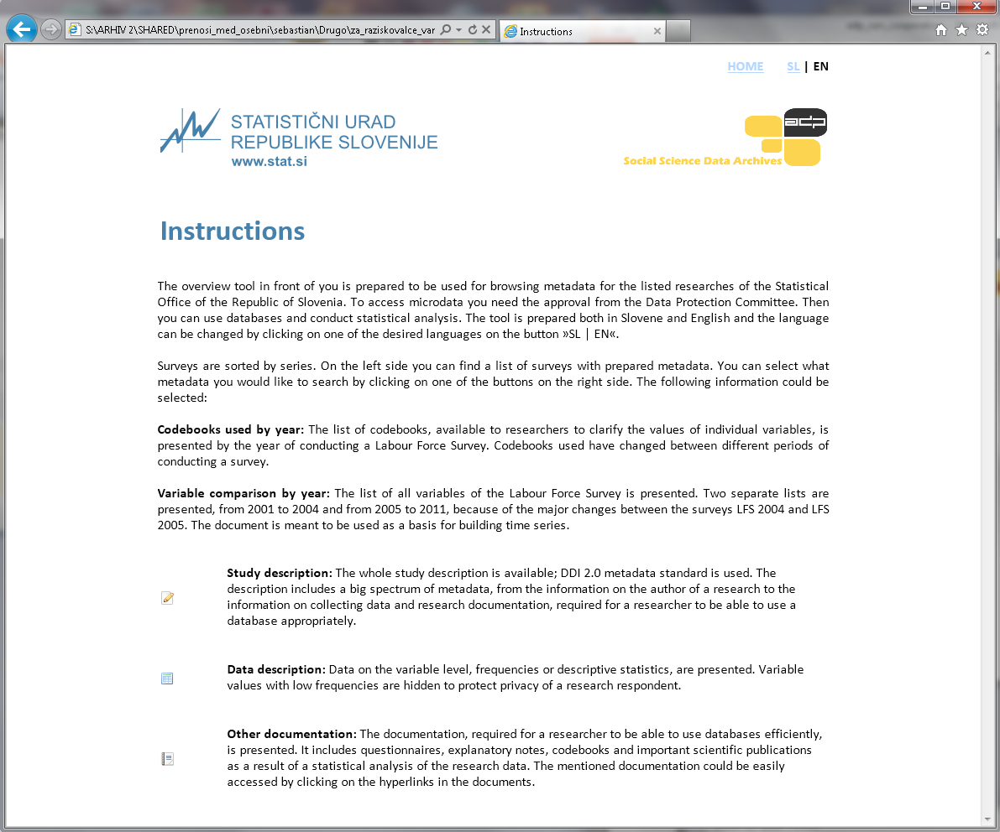 S:\ARHIV 2\SHARED\prenosi_med_osebni\sebastian\Drugo\za_raziskovalce_var
Instructions
HOME SL | EN
STATISTIČNI URAD
REPUBLIKE SLOVENIJE
www.stat.si
adp
Social Science Data Archives
Instructions
The overview tool in front of you is prepared to be used for browsing metadata for the listed researches of the Statistical
Office of the Republic of Slovenia. To access microdata you need the approval from the Data Protection Committee. Then
you can use databases and conduct statistical analysis. The tool is prepared both in Slovene and English and the language
can be changed by clicking on one of the desired languages on the button »SL | EN«.
Surveys are sorted by series. On the left side you can find a list of surveys with prepared metadata. You can select what
metadata you would like to search by clicking on one of the buttons on the right side. The following information could be
selected:
Codebooks used by year: The list of codebooks, available to researchers to clarify the values of individual variables, is
presented by the year of conducting a Labour Force Survey. Codebooks used have changed between different periods of
conducting a survey.
Variable comparison by year: The list of all variables of the Labour Force Survey is presented. Two separate lists are
presented, from 2001 to 2004 and from 2005 to 2011, because of the major changes between the surveys LFS 2004 and LFS
2005. The document is meant to be used as a basis for building time series.
Study description: The whole study description is available; DDI 2.0 metadata standard is used. The
description includes a big spectrum of metadata, from the information on the author of a research to the
information on collecting data and research documentation, required for a researcher to be able to use a
database appropriately.
Data description: Data on the variable level, frequencies or descriptive statistics, are presented. Variable
values with low frequencies are hidden to protect privacy of a research respondent.
Other documentation: The documentation, required for a researcher to be able to use databases efficiently,
is presented. It includes questionnaires, explanatory notes, codebooks and important scientific publications
as a result of a statistical analysis of the research data. The mentioned documentation could be easily
accessed by clicking on the hyperlinks in the documents.